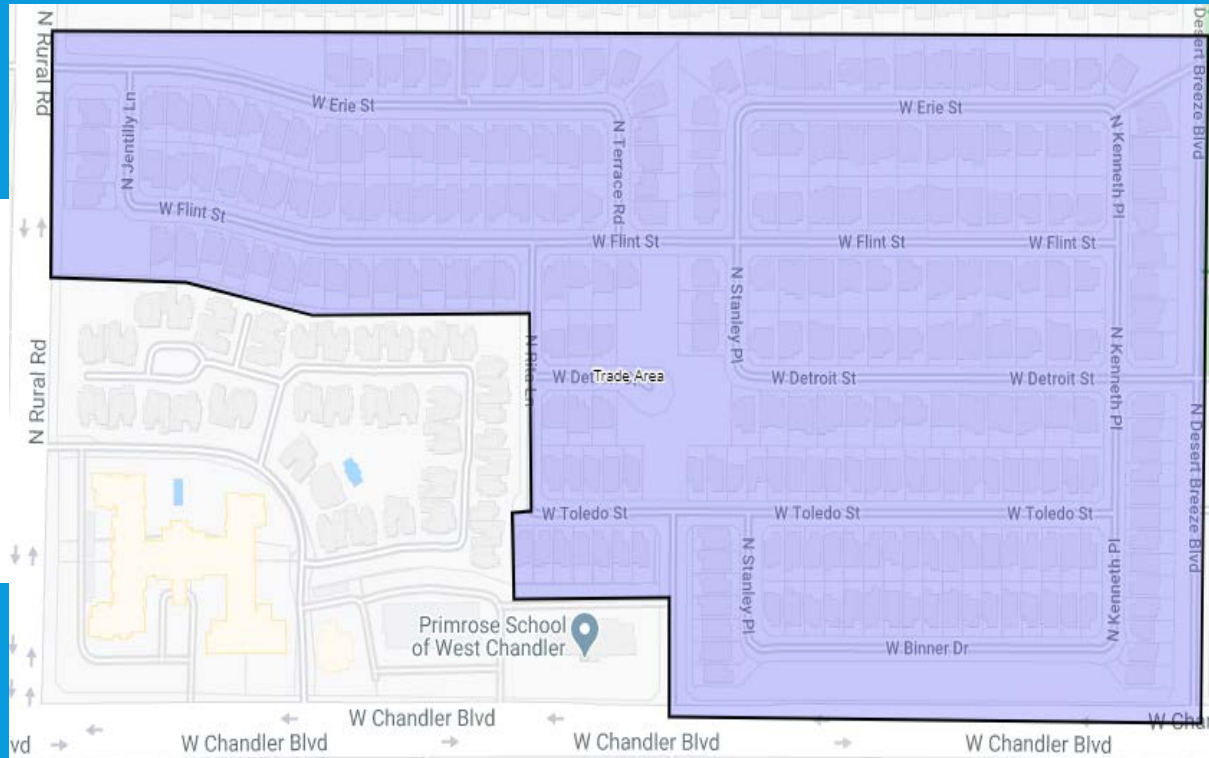 N Rural Rd
Desert Breeze Blvd
W Erie St
W Erie St
N Jentilly Ln
N Terrace Rd
N Kenneth Pl
W Flint St
W Flint St
W Flint St
W Flint St
N Stanley Pl
N Rural Rd
N Rita Ln
N Kenneth Pl
W Det
Trade Area
W Detroit St
W Detroit St
N Desert Breeze Blvd
W Toledo St
W Toledo St
W Toledo St
N Stanley Pl
N Kenneth Pl
Primrose School
of West Chandler
W Binner Dr
W Chandler Blvd
W Cha
vd
W Chandler Blvd
W Chandler Blvd
W Chandler Blvd